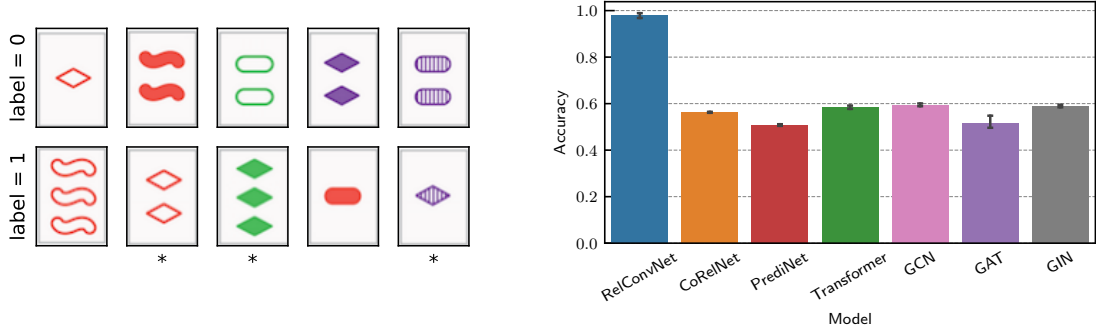 label = 0
label = 1
*
*
*
Accuracy
1.0
0.8
0.6
0.4
0.2
0.0
RelConvNet
CoRelNet
PrediNet
Transformer
GCN
GAT
GIN
Model